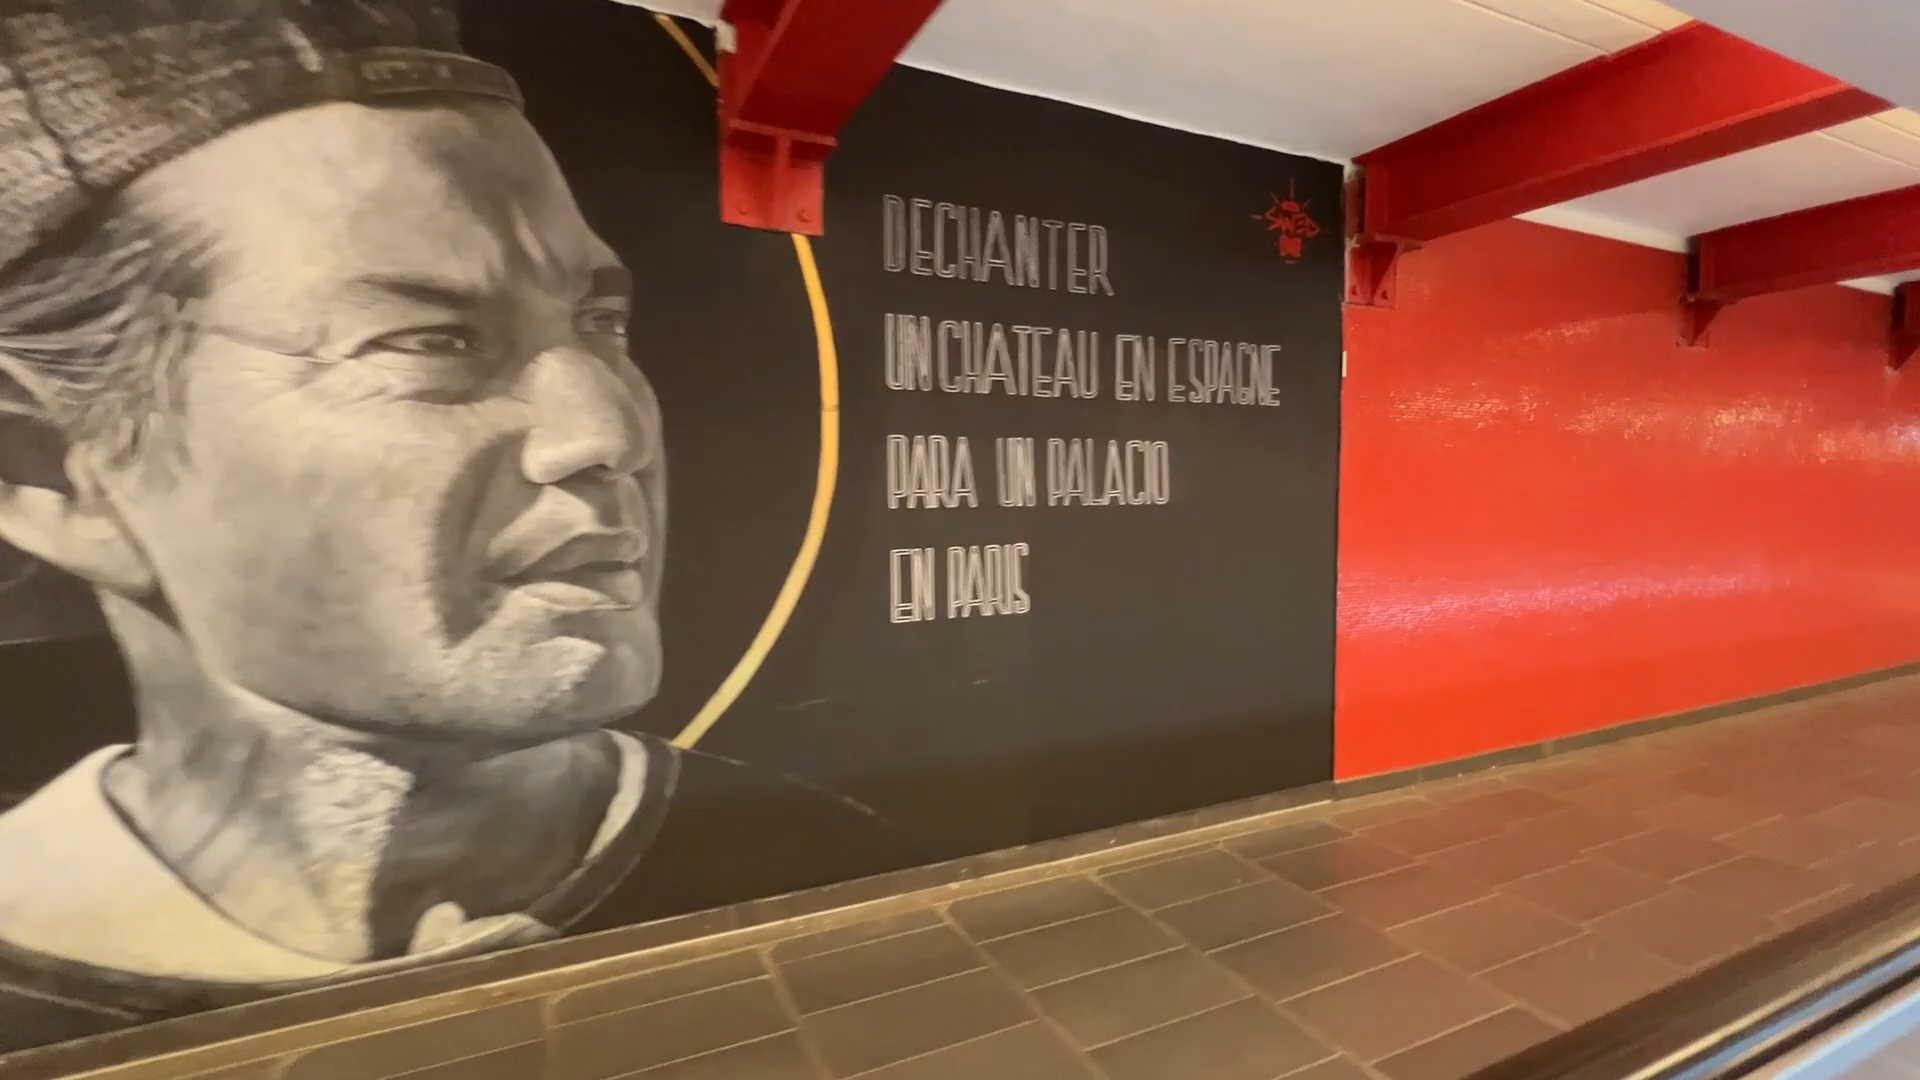 DECHANTER
UN CHATEAU EN ESPAGNE
PARA UN PALACIO
EN PARIS